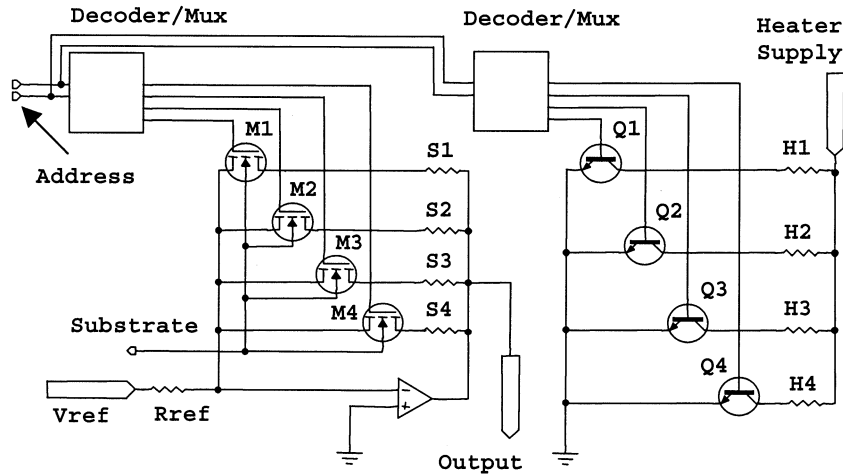 Decoder/Mux
Decoder/Mux
Heater
Supply
Address
M1
S1
M2
S2
M3
S3
M4
S4
Q1
H1
Q2
H2
Q3
H3
Q4
H4
Substrate
Vref
Rref
-
+
Output